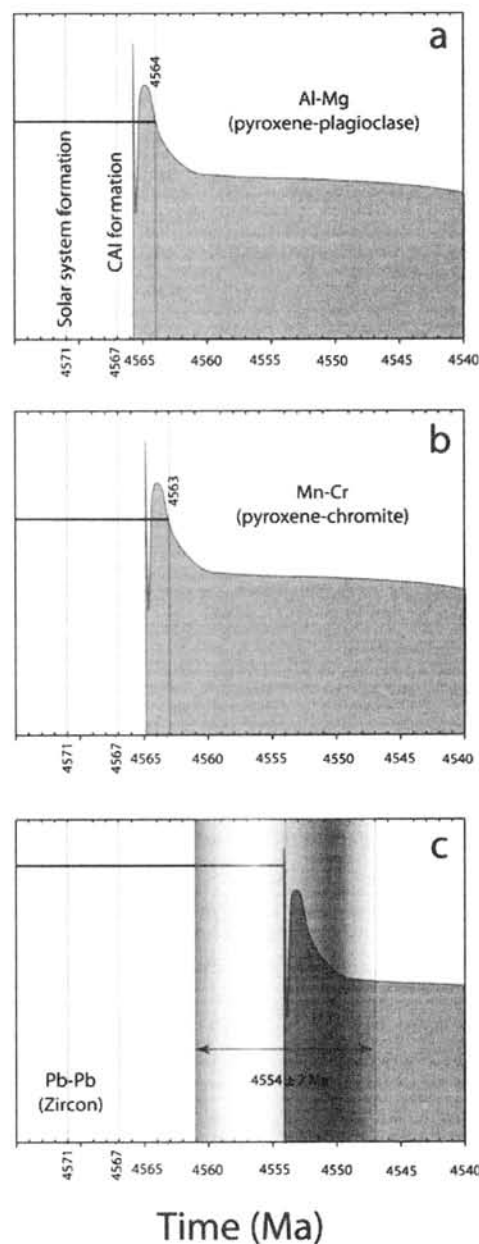 a
4564
Al-Mg
(pyroxene-plagioclase)
Solar system formation
CAI formation
4571
4567
4565
4560
4555
4550
4545
4540
b
4563
Mn-Cr
(pyroxene-chromite)
4571
4567
4565
4560
4555
4550
4545
4540
c
4554 ± 7 Ma
Pb-Pb
(Zircon)
4571
4567
4565
4560
4555
4550
4545
4540
Time (Ma)